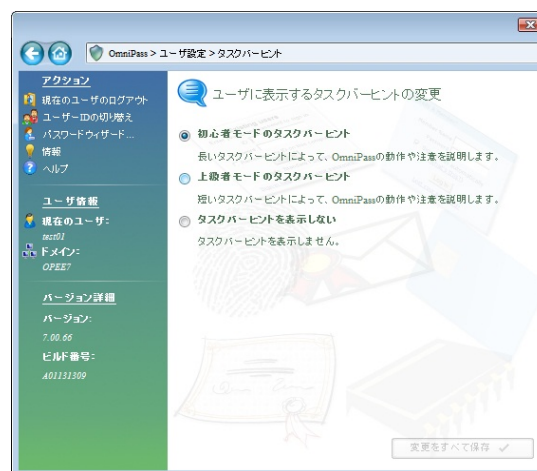 OmniPass > ユーザ設定 > タスクバーヒント
アクション
現在のユーザのログアウト
ユーザーIDの切り替え
パスワードウィザード...
情報
ヘルプ
ユーザ情報
現在のユーザ:
test01
ドメイン:
OPEE7
バージョン詳細
バージョン:
7.00.66
ビルド番号:
A01131309
ユーザに表示するタスクバーヒントの変更
初心者モードのタスクバーヒント
長いタスクバーヒントによって、OmniPassの動作や注意を説明します。
上級者モードのタスクバーヒント
短いタスクバーヒントによって、OmniPassの動作や注意を説明します。
タスクバーヒントを表示しない
タスクバーヒントを表示しません。
変更をすべて保存